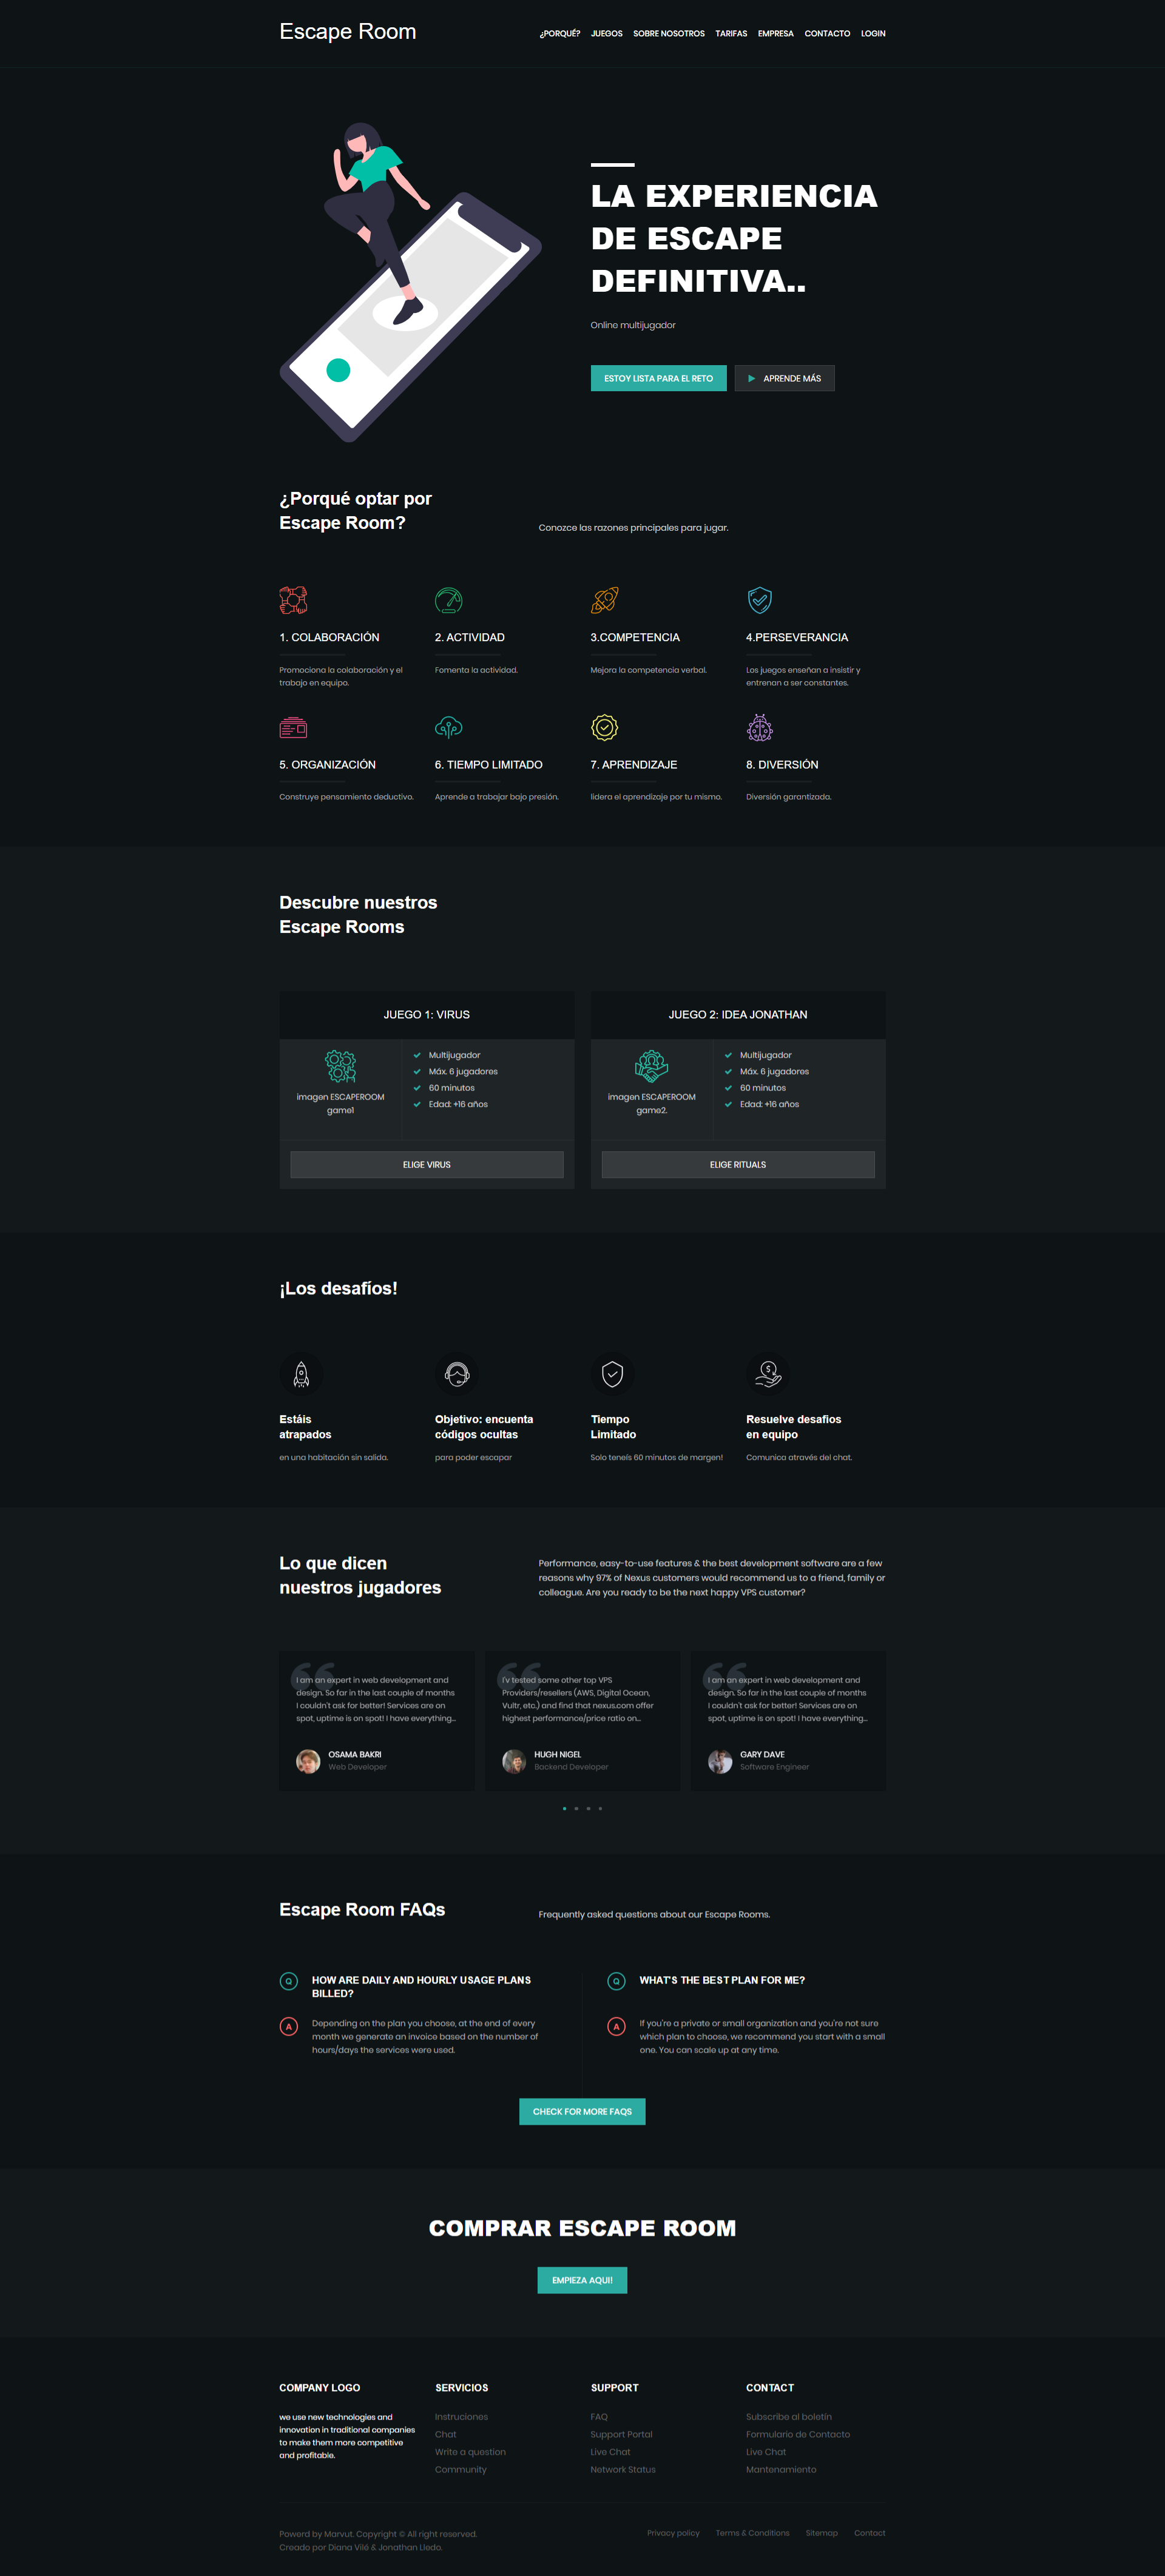 Escape Room
¿PORQUÉ? JUEGOS SOBRE NOSOTROS TARIFAS EMPRESA CONTACTO LOGIN
LA EXPERIENCIA
DE ESCAPE
DEFINITIVA..
Online multijugador
ESTOY LISTA PARA EL RETO
APRENDE MÁS
¿Porqué optar por
Escape Room?
Conozce las razones principales para jugar.
1. COLABORACIÓN
Promociona la colaboración y el
trabajo en equipo.
2. ACTIVIDAD
Fomenta la actividad.
3.COMPETENCIA
Mejora la competencia verbal.
4.PERSEVERANCIA
Los juegos enseñan a insistir y
entrenan a ser constantes.
5. ORGANIZACIÓN
Construye pensamiento deductivo.
6. TIEMPO LIMITADO
Aprende a trabajar bajo presión.
7. APRENDIZAJE
lidera el aprendizaje por tu mismo.
8. DIVERSIÓN
Diversión garantizada.
Descubre nuestros
Escape Rooms
JUEGO 1: VIRUS
imagen ESCAPEROOM
game1
Multijugador
Máx. 6 jugadores
60 minutos
Edad: +16 años
ELIGE VIRUS
JUEGO 2: IDEA JONATHAN
imagen ESCAPEROOM
game2.
Multijugador
Máx. 6 jugadores
60 minutos
Edad: +16 años
ELIGE RITUALS
¡Los desafíos!
Estáis
atrapados
en una habitación sin salida.
Objetivo: encuenta
códigos ocultas
para poder escapar
Tiempo
Limitado
Solo teneís 60 minutos de margen!
Resuelve desafios
en equipo
Comunica através del chat.
Lo que dicen
nuestros jugadores
Performance, easy-to-use features & the best development software are a few
reasons why 97% of Nexus customers would recommend us to a friend, family or
colleague. Are you ready to be the next happy VPS customer?
I am an expert in web development and
design. So far in the last couple of months
I couldn't ask for better! Services are on
spot, uptime is on spot! I have everything...
OSAMA BAKRI
Web Developer
I'v tested some other top VPS
Providers/resellers (AWS, Digital Ocean,
Vultr, etc.) and find that nexus.com offer
highest performance/price ratio on...
HUGH NIGEL
Backend Developer
I am an expert in web development and
design. So far in the last couple of months
I couldn't ask for better! Services are on
spot, uptime is on spot! I have everything...
GARY DAVE
Software Engineer
Escape Room FAQs
Frequently asked questions about our Escape Rooms.
Q
HOW ARE DAILY AND HOURLY USAGE PLANS
BILLED?
A
Depending on the plan you choose, at the end of every
month we generate an invoice based on the number of
hours/days the services were used.
Q
WHAT'S THE BEST PLAN FOR ME?
A
If you're a private or small organization and you're not sure
which plan to choose, we recommend you start with a small
one. You can scale up at any time.
CHECK FOR MORE FAQS
COMPRAR ESCAPE ROOM
EMPIEZA AQUI!
COMPANY LOGO
we use new technologies and
innovation in traditional companies
to make them more competitive
and profitable.
SERVICIOS
Instruciones
Chat
Write a question
Community
SUPPORT
FAQ
Support Portal
Live Chat
Network Status
CONTACT
Subscribe al boletín
Formulario de Contacto
Live Chat
Mantenamiento
Powerd by Marvut. Copyright © All right reserved.
Creado por Diana Viló & Jonathan Lledo.
Privacy policy Terms & Conditions Sitemap Contact